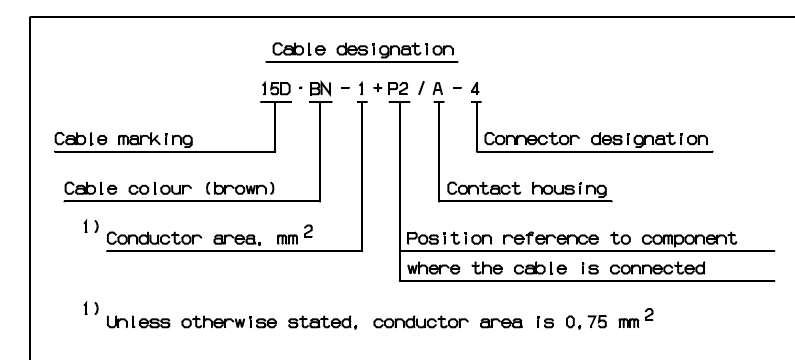 Cable designation
15D · BN - 1 + P2 / A - 4
Cable marking
Connector designation
Cable colour (brown)
Contact housing
1) Conductor area, mm 2
Position reference to component
where the cable is connected
1) Unless otherwise stated, conductor area is 0,75 mm 2